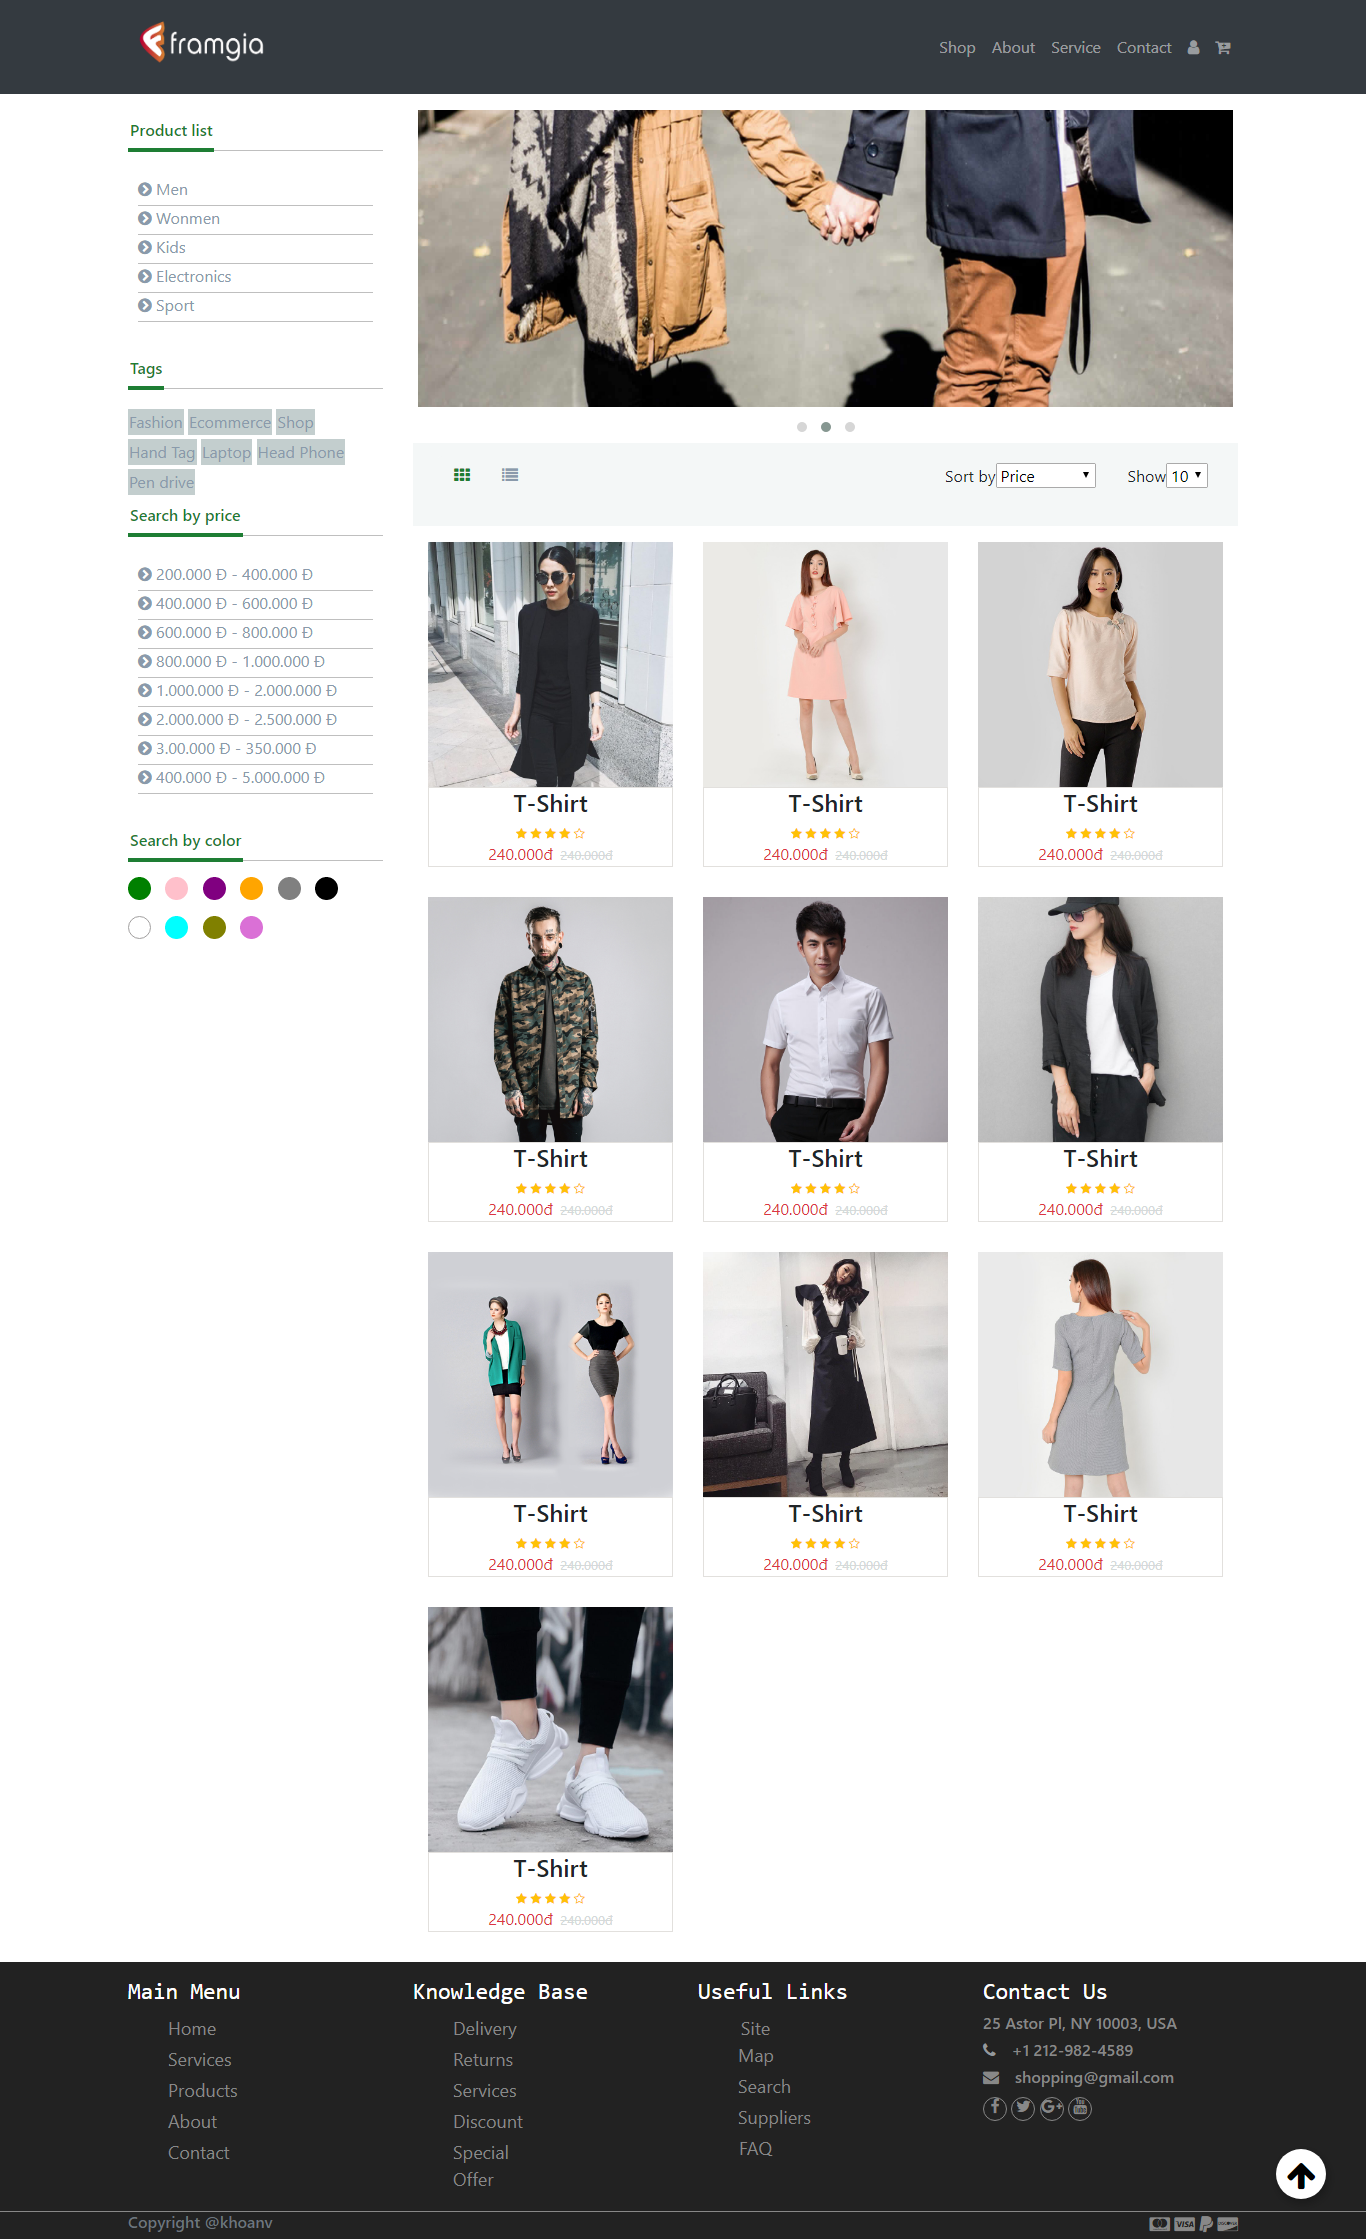 framgia
Shop About Service Contact
Product list
Men
Wonmen
Kids
Electronics
Sport
Tags
Fashion Ecommerce Shop
Hand Tag Laptop Head Phone
Pen drive
Search by price
200.000 Đ - 400.000 Đ
400.000 Đ - 600.000 Đ
600.000 Đ - 800.000 Đ
800.000 Đ - 1.000.000 Đ
1.000.000 Đ - 2.000.000 Đ
2.000.000 Đ - 2.500.000 Đ
3.00.000 Đ - 350.000 Đ
400.000 Đ - 5.000.000 Đ
Search by color
Sort by Price Show 10
T-Shirt T-Shirt T-Shirt
240.000đ 240.000đ 240.000đ 240.000đ 240.000đ 240.000đ
T-Shirt T-Shirt T-Shirt
240.000đ 240.000đ 240.000đ 240.000đ 240.000đ 240.000đ
T-Shirt T-Shirt T-Shirt
240.000đ 240.000đ 240.000đ 240.000đ 240.000đ 240.000đ
T-Shirt
240.000đ 240.000đ
Main Menu
Home
Services
Products
About
Contact
Knowledge Base
Delivery
Returns
Services
Discount
Special
Offer
Useful Links
Site
Map
Search
Suppliers
FAQ
Contact Us
25 Astor Pl, NY 10003, USA
+1 212-982-4589
shopping@gmail.com
Copyright @khoanv
VISA